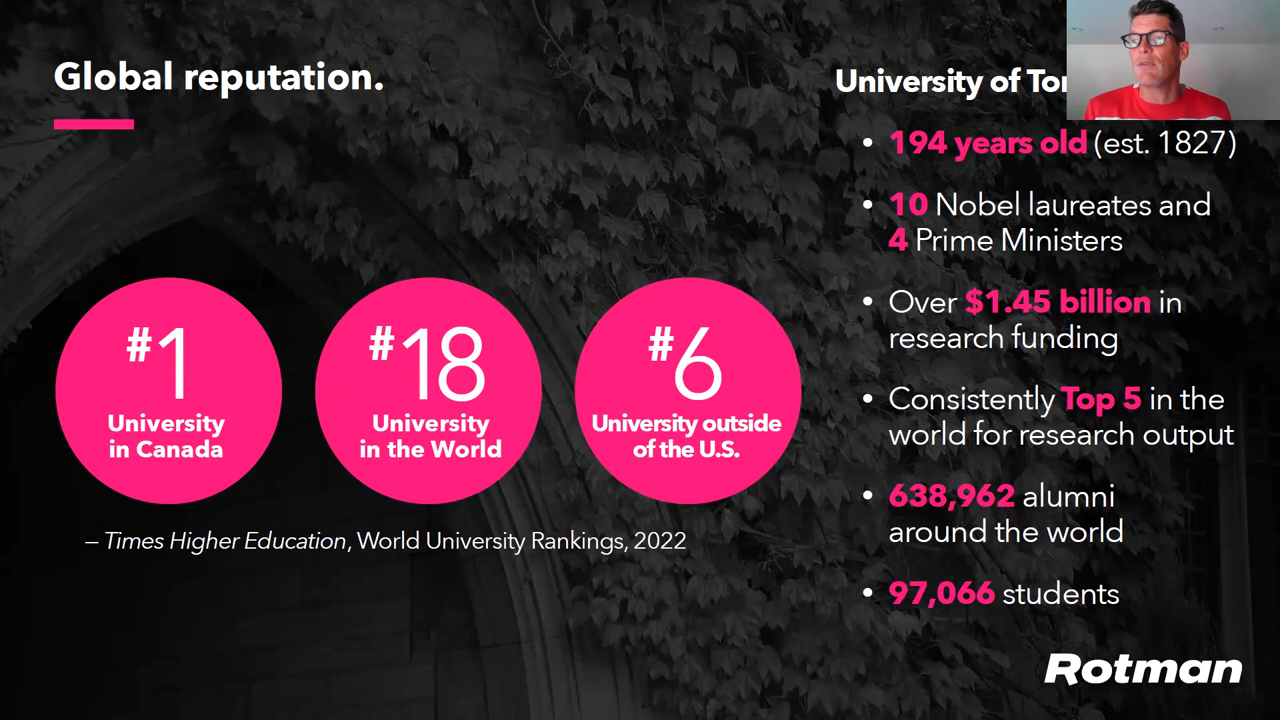 Global reputation.
#1
University
in Canada
#18
University
in the World
#6
University outside
of the U.S.
– Times Higher Education, World University Rankings, 2022
University of
• 194 years old (est. 1827)
• 10 Nobel laureates and
4 Prime Ministers
• Over $1.45 billion in
research funding
• Consistently Top 5 in the
world for research output
• 638,962 alumni
around the world
• 97,066 students
Rotman